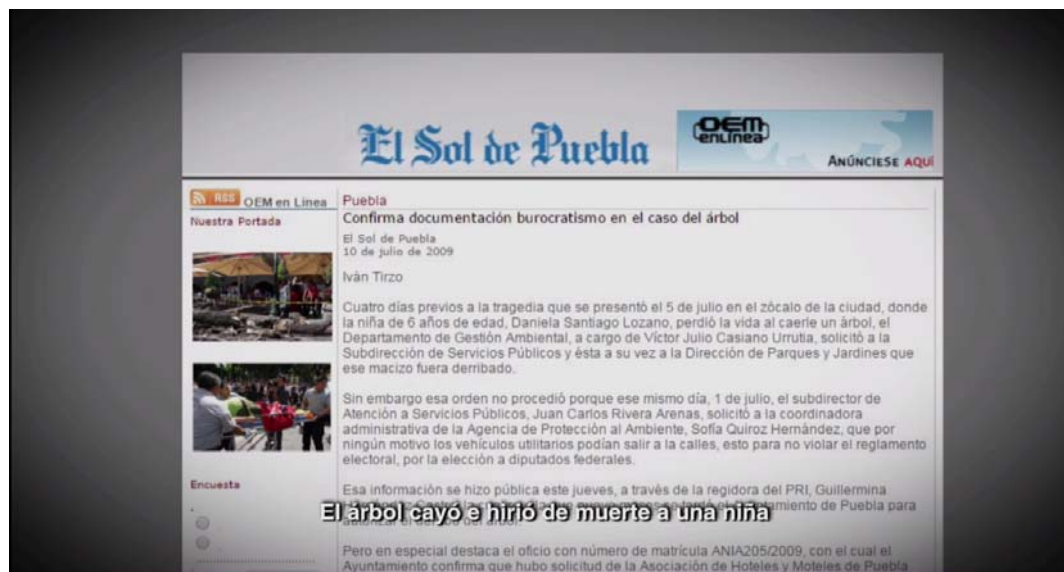 El Sol de Puebla
OEM
enLínea
ANÚNCIESE AQUÍ
RSS OEM en Linea
Nuestra Portada
Encuesta
Puebla
Confirma documentación burocratismo en el caso del árbol
El Sol de Puebla
10 de julio de 2009
Iván Tirzo
Cuatro días previos a la tragedia que se presentó el 5 de julio en el zócalo de la ciudad, donde
la niña de 6 años de edad, Daniela Santiago Lozano, perdió la vida al caerle un árbol, el
Departamento de Gestión Ambiental, a cargo de Víctor Julio Casiano Urrutia, solicitó a la
Subdirección de Servicios Públicos y ésta a su vez a la Dirección de Parques y Jardines que
ese macizo fuera derribado.
Sin embargo esa orden no procedió porque ese mismo día, 1 de julio, el subdirector de
Atención a Servicios Públicos, Juan Carlos Rivera Arenas, solicitó a la coordinadora
administrativa de la Agencia de Protección al Ambiente, Sofía Quiroz Hernández, que por
ningún motivo los vehículos utilitarios podían salir a la calles, esto para no violar el reglamento
electoral, por la elección a diputados federales.
Esa información se hizo pública este jueves, a través de la regidora del PRI, Guillermina
tamiento de Puebla para
El árbol cayó e hirió de muerte a una niña
Pero en especial destaca el oficio con número de matrícula ANIA205/2009, con el cual el
Ayuntamiento confirma que hubo solicitud de la Asociación de Hoteles y Moteles de Puebla